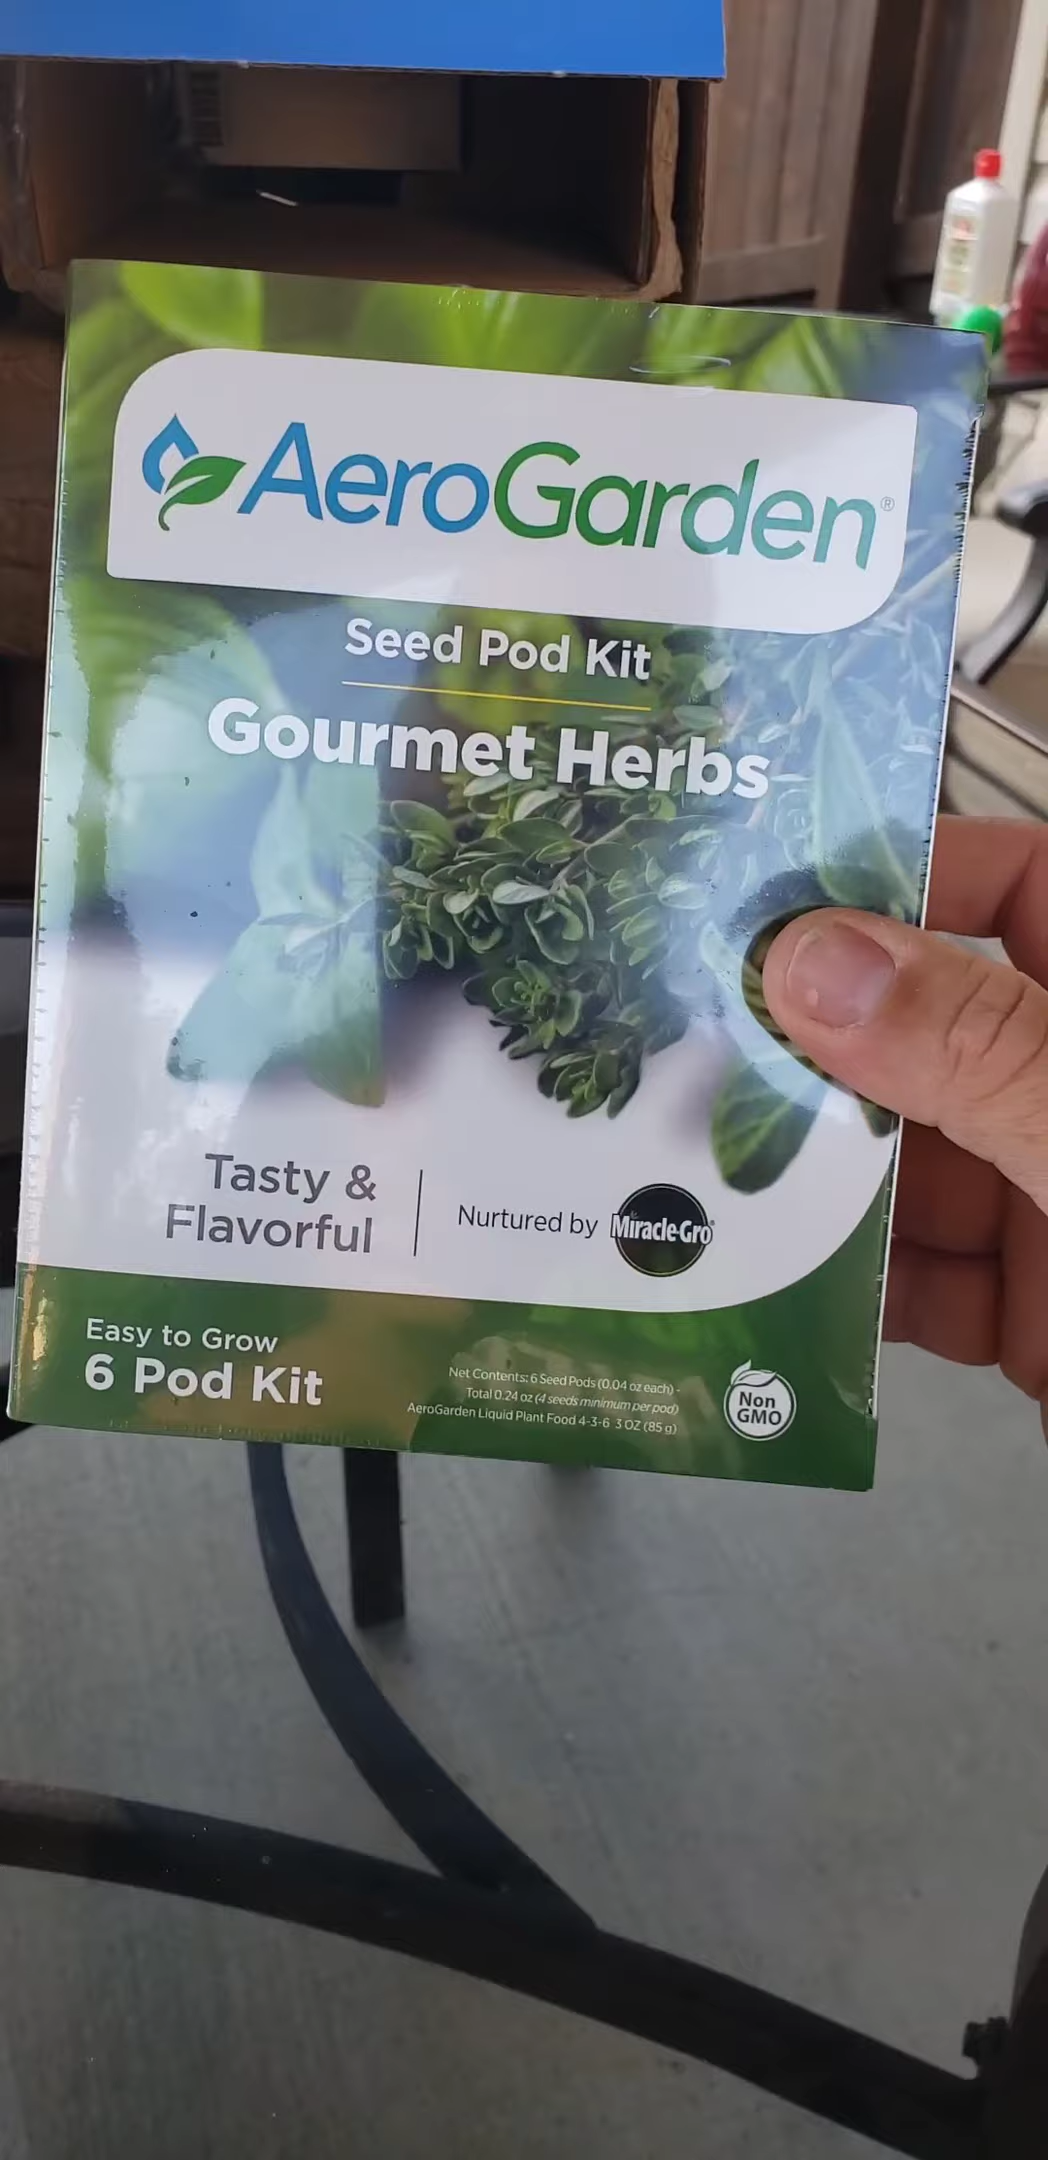 AeroGarden®
Seed Pod Kit
Gourmet Herbs
Tasty &
Flavorful
Nurtured by Miracle-Gro®
Easy to Grow
6 Pod Kit
Net Contents: 6 Seed Pods (0.04 oz each) -
Total 0.24 oz (4 seeds minimum per pod)
AeroGarden Liquid Plant Food 4-3-6 3 OZ (85 g)
Non
GMO